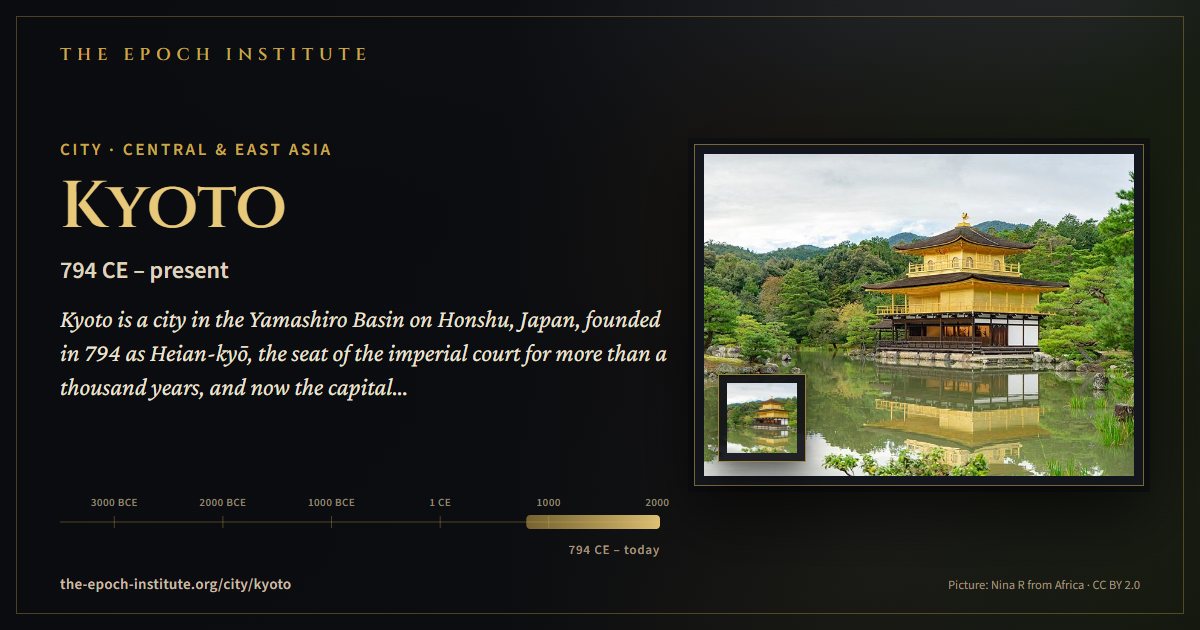 THE EPOCH INSTITUTE
CITY · CENTRAL & EAST ASIA
KYOTO
794 CE – present
Kyoto is a city in the Yamashiro Basin on Honshu, Japan, founded
in 794 as Heian-kyō, the seat of the imperial court for more than a
thousand years, and now the capital...
3000 BCE 2000 BCE 1000 BCE 1 CE 1000 2000
794 CE – today
the-epoch-institute.org/city/kyoto
Picture: Nina R from Africa · CC BY 2.0